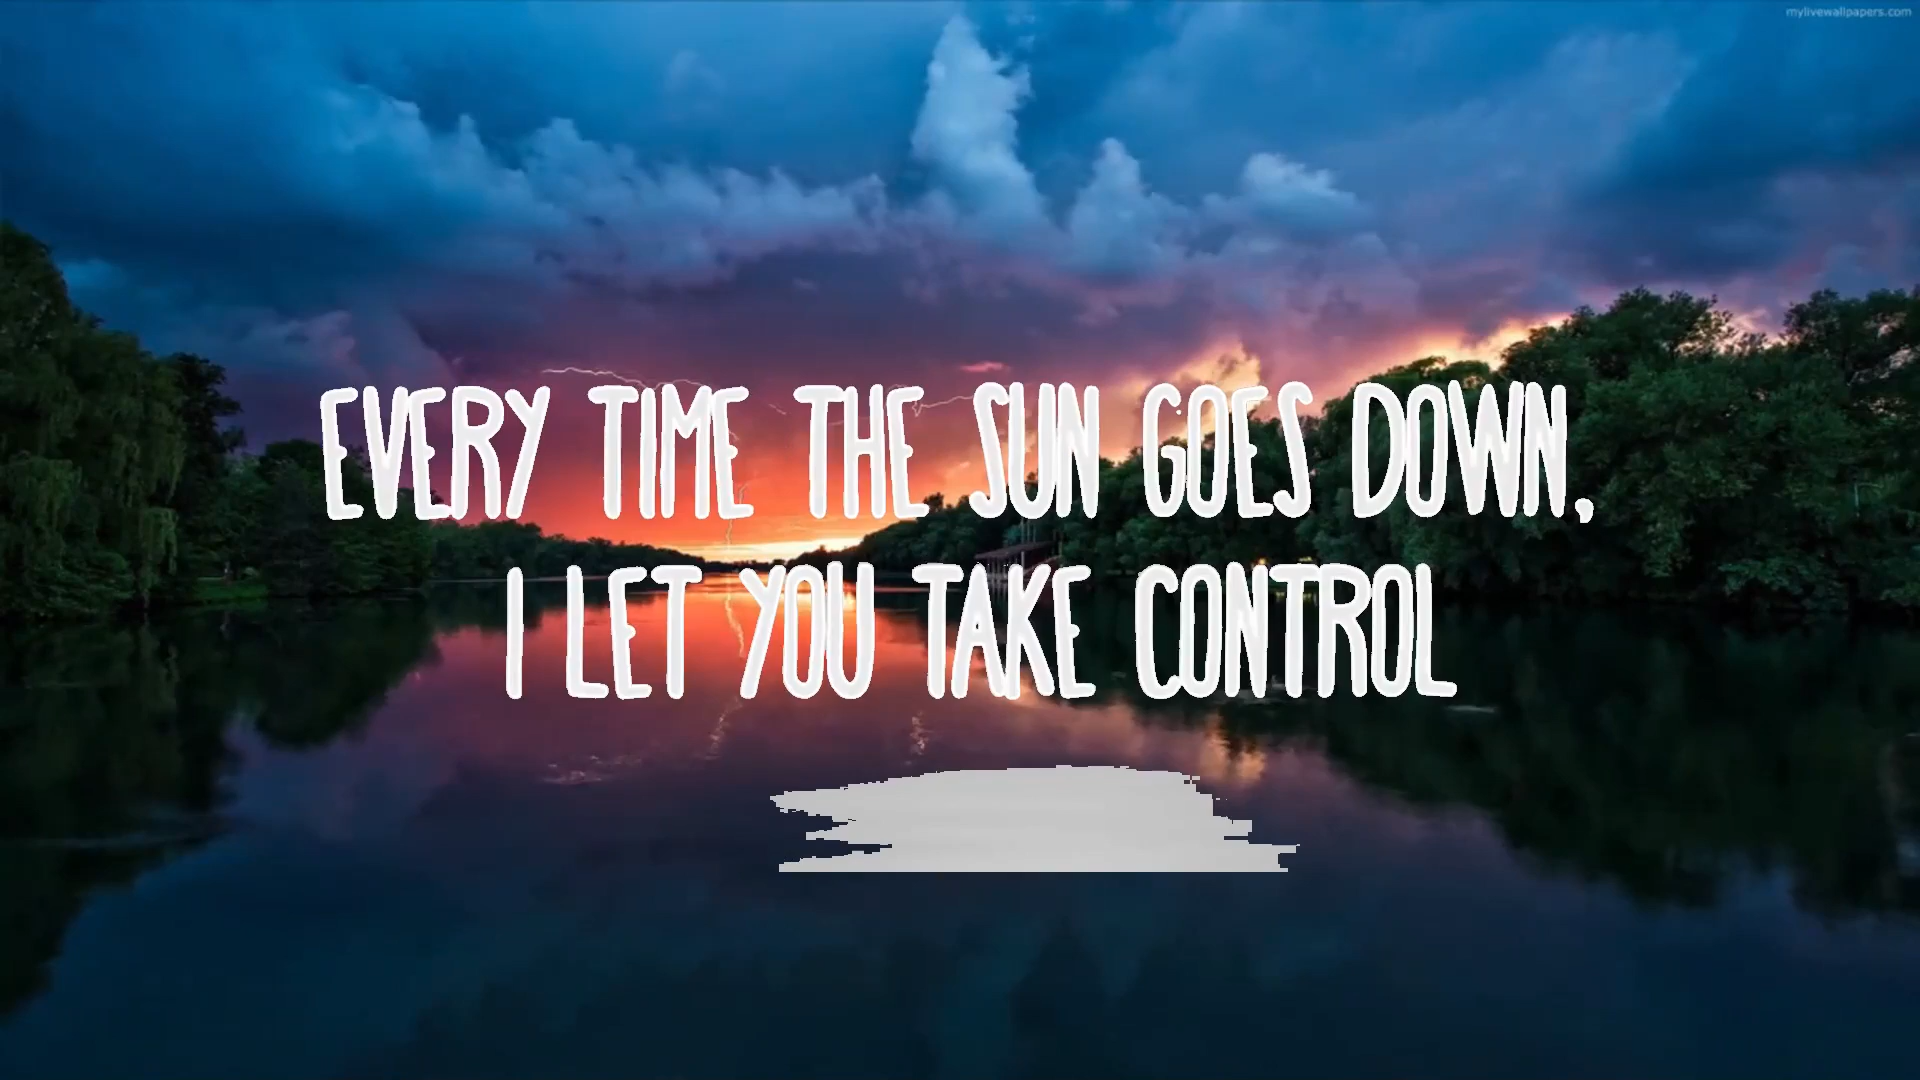 mylivewallpapers.com
EVERY TIME THE SUN GOES DOWN,
I LET YOU TAKE CONTROL